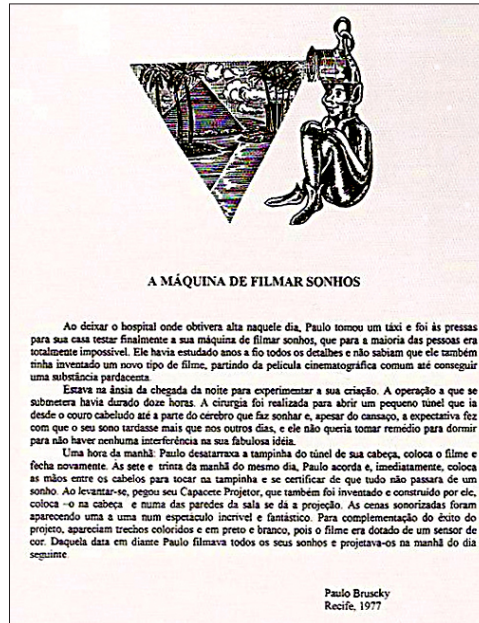 A MÁQUINA DE FILMAR SONHOS
Ao deixar o hospital onde obtivera alta naquele dia, Paulo tomou um táxi e foi às pressas
para sua casa testar finalmente a sua máquina de filmar sonhos, que para a maioria das pessoas era
totalmente impossível. Ele havia estudado anos a fio todos os detalhes e não sabiam que ele também
tinha inventado um novo tipo de filme, partindo da película cinematográfica comum até conseguir
uma substância pardacenta.
Estava na ânsia da chegada da noite para experimentar a sua criação. A operação a que se
submetera havia durado doze horas. A cirurgia foi realizada para abrir um pequeno túnel que ia
desde o couro cabeludo até a parte do cérebro que faz sonhar e, apesar do cansaço, a expectativa fez
com que o seu sono tardasse mais que nos outros dias, e ele não queria tomar remédio para dormir
para não haver nenhuma interferência na sua fabulosa idéia.
Uma hora da manhã: Paulo desatarraxa a tampinha do túnel de sua cabeça, coloca o filme e
fecha novamente. Às sete e trinta da manhã do mesmo dia, Paulo acorda e, imediatamente, coloca
as mãos entre os cabelos para tocar na tampinha e se certificar de que tudo não passara de um
sonho. Ao levantar-se, pegou seu Capacete Projetor, que também foi inventado e construído por ele,
coloca –o na cabeça e numa das paredes da sala se dá a projeção. As cenas sonorizadas foram
aparecendo uma a uma num espetáculo incrível e fantástico. Para complementação do êxito do
projeto, apareciam trechos coloridos e em preto e branco, pois o filme era dotado de um sensor de
cor. Daquela data em diante Paulo filmava todos os seus sonhos e projetava-os na manhã do dia
seguinte.
Paulo Bruscky
Recife, 1977